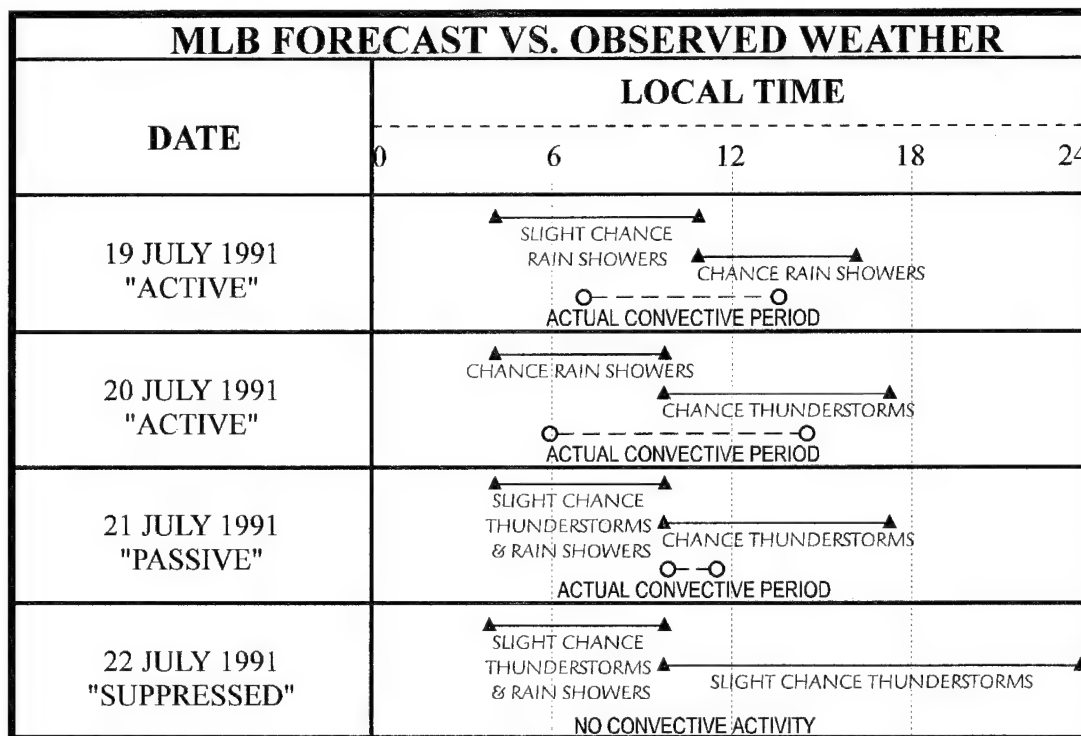 MLB FORECAST VS. OBSERVED WEATHER
DATE
LOCAL TIME
0 6 12 18 24
19 JULY 1991
"ACTIVE"
SLIGHT CHANCE
RAIN SHOWERS
CHANCE RAIN SHOWERS
ACTUAL CONVECTIVE PERIOD
20 JULY 1991
"ACTIVE"
CHANCE RAIN SHOWERS
CHANCE THUNDERSTORMS
ACTUAL CONVECTIVE PERIOD
21 JULY 1991
"PASSIVE"
SLIGHT CHANCE
THUNDERSTORMS
& RAIN SHOWERS
CHANCE THUNDERSTORMS
ACTUAL CONVECTIVE PERIOD
22 JULY 1991
"SUPPRESSED"
SLIGHT CHANCE
THUNDERSTORMS
& RAIN SHOWERS
SLIGHT CHANCE THUNDERSTORMS
NO CONVECTIVE ACTIVITY